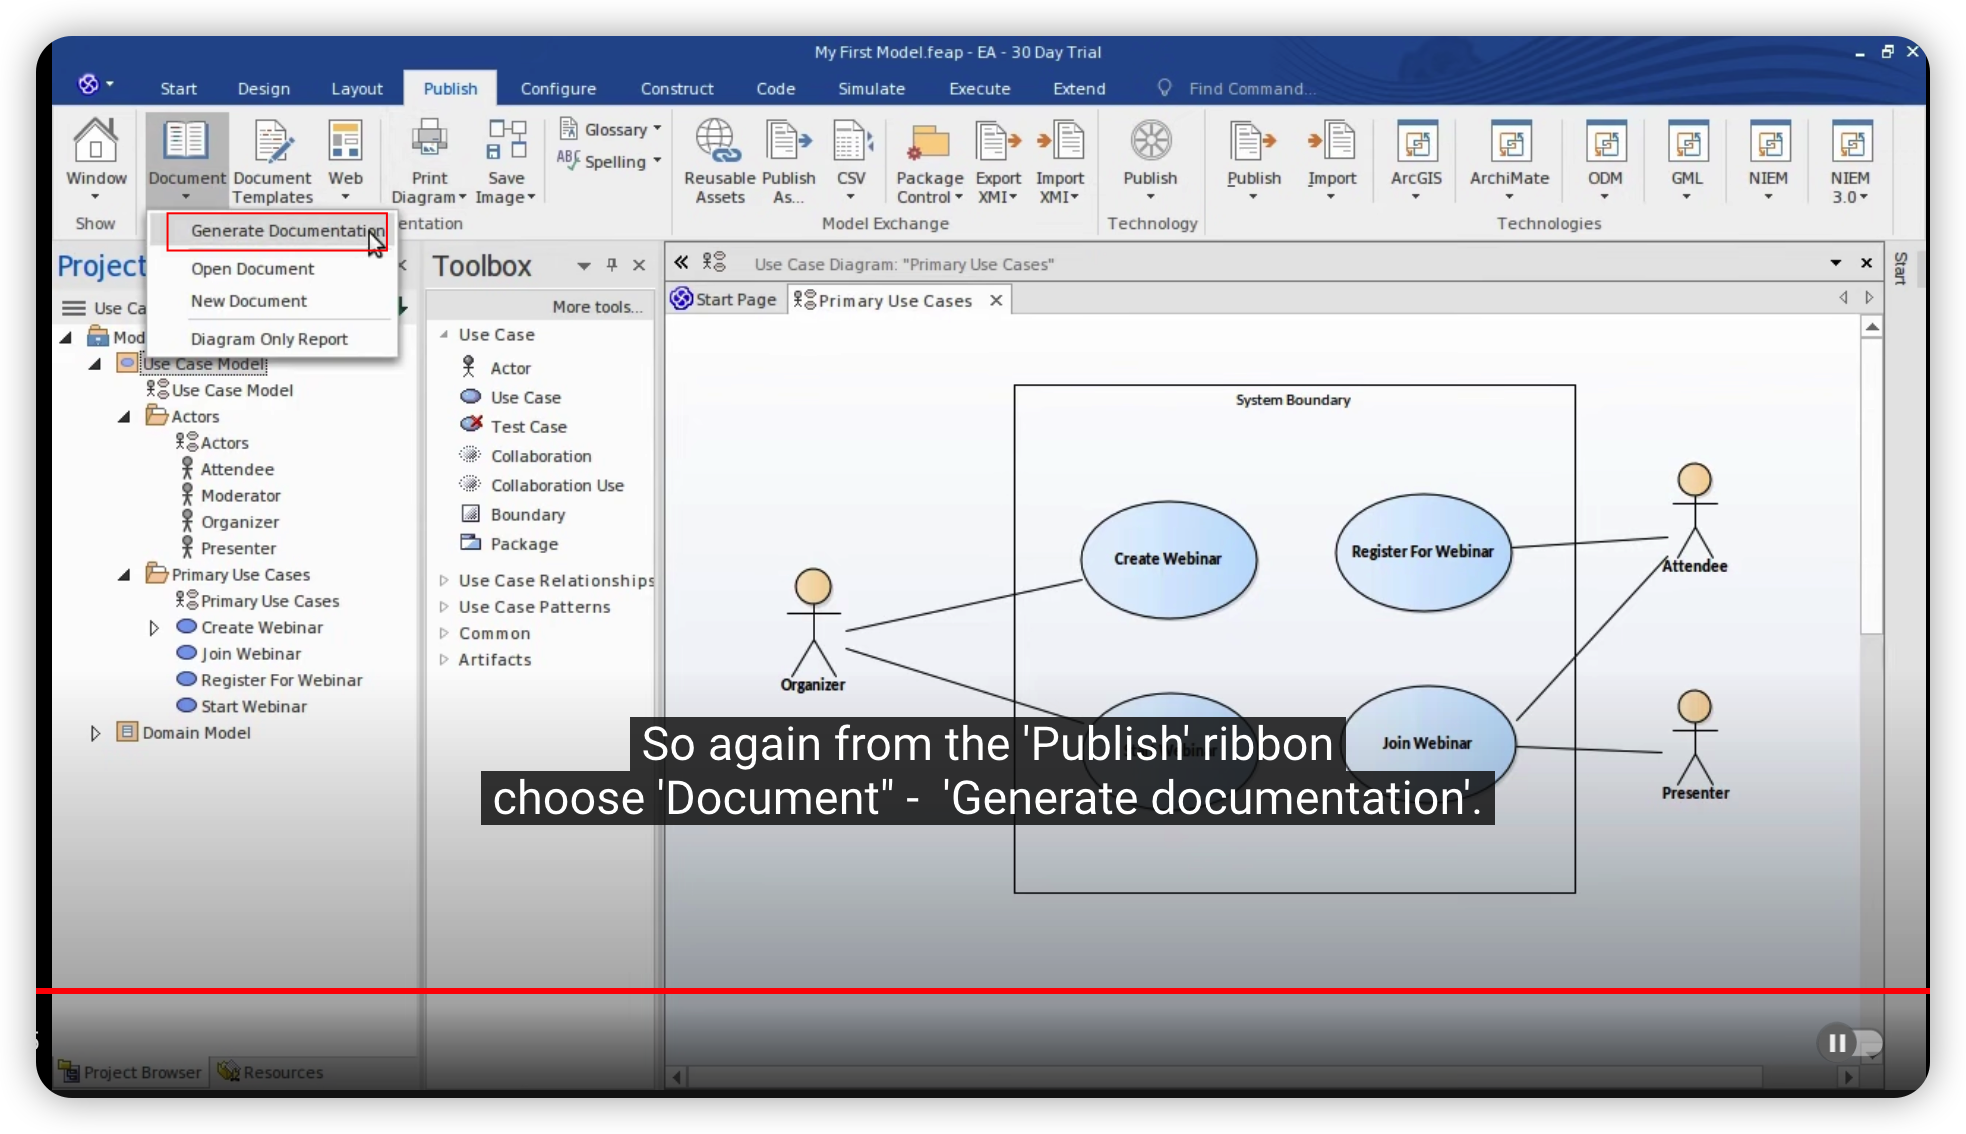 My First Model.feap - EA - 30 Day Trial
Start Design Layout Publish Configure Construct Code Simulate Execute Extend Find Command...
Window
Document
Document Templates
Web
Print Diagram
Save Image
Glossary
ABC Spelling
Reusable Assets
Publish As...
CSV
Package Control
Export XMI
Import XMI
Publish
Publish
Import
ArcGIS
ArchiMate
ODM
GML
NIEM
NIEM 3.0
Show
entation
Model Exchange
Technology
Technologies
Generate Documentation
Open Document
New Document
Diagram Only Report
Project
Use Ca
Mod
Use Case Model
Use Case Model
Actors
Actors
Attendee
Moderator
Organizer
Presenter
Primary Use Cases
Primary Use Cases
Create Webinar
Join Webinar
Register For Webinar
Start Webinar
Domain Model
Project Browser
Resources
Toolbox
More tools...
Use Case
Actor
Use Case
Test Case
Collaboration
Collaboration Use
Boundary
Package
Use Case Relationships
Use Case Patterns
Common
Artifacts
Use Case Diagram: "Primary Use Cases"
Start Page
Primary Use Cases
Start
System Boundary
Create Webinar
Register For Webinar
Attendee
Organizer
Join Webinar
Presenter
So again from the 'Publish' ribbon
choose 'Document" - 'Generate documentation'.